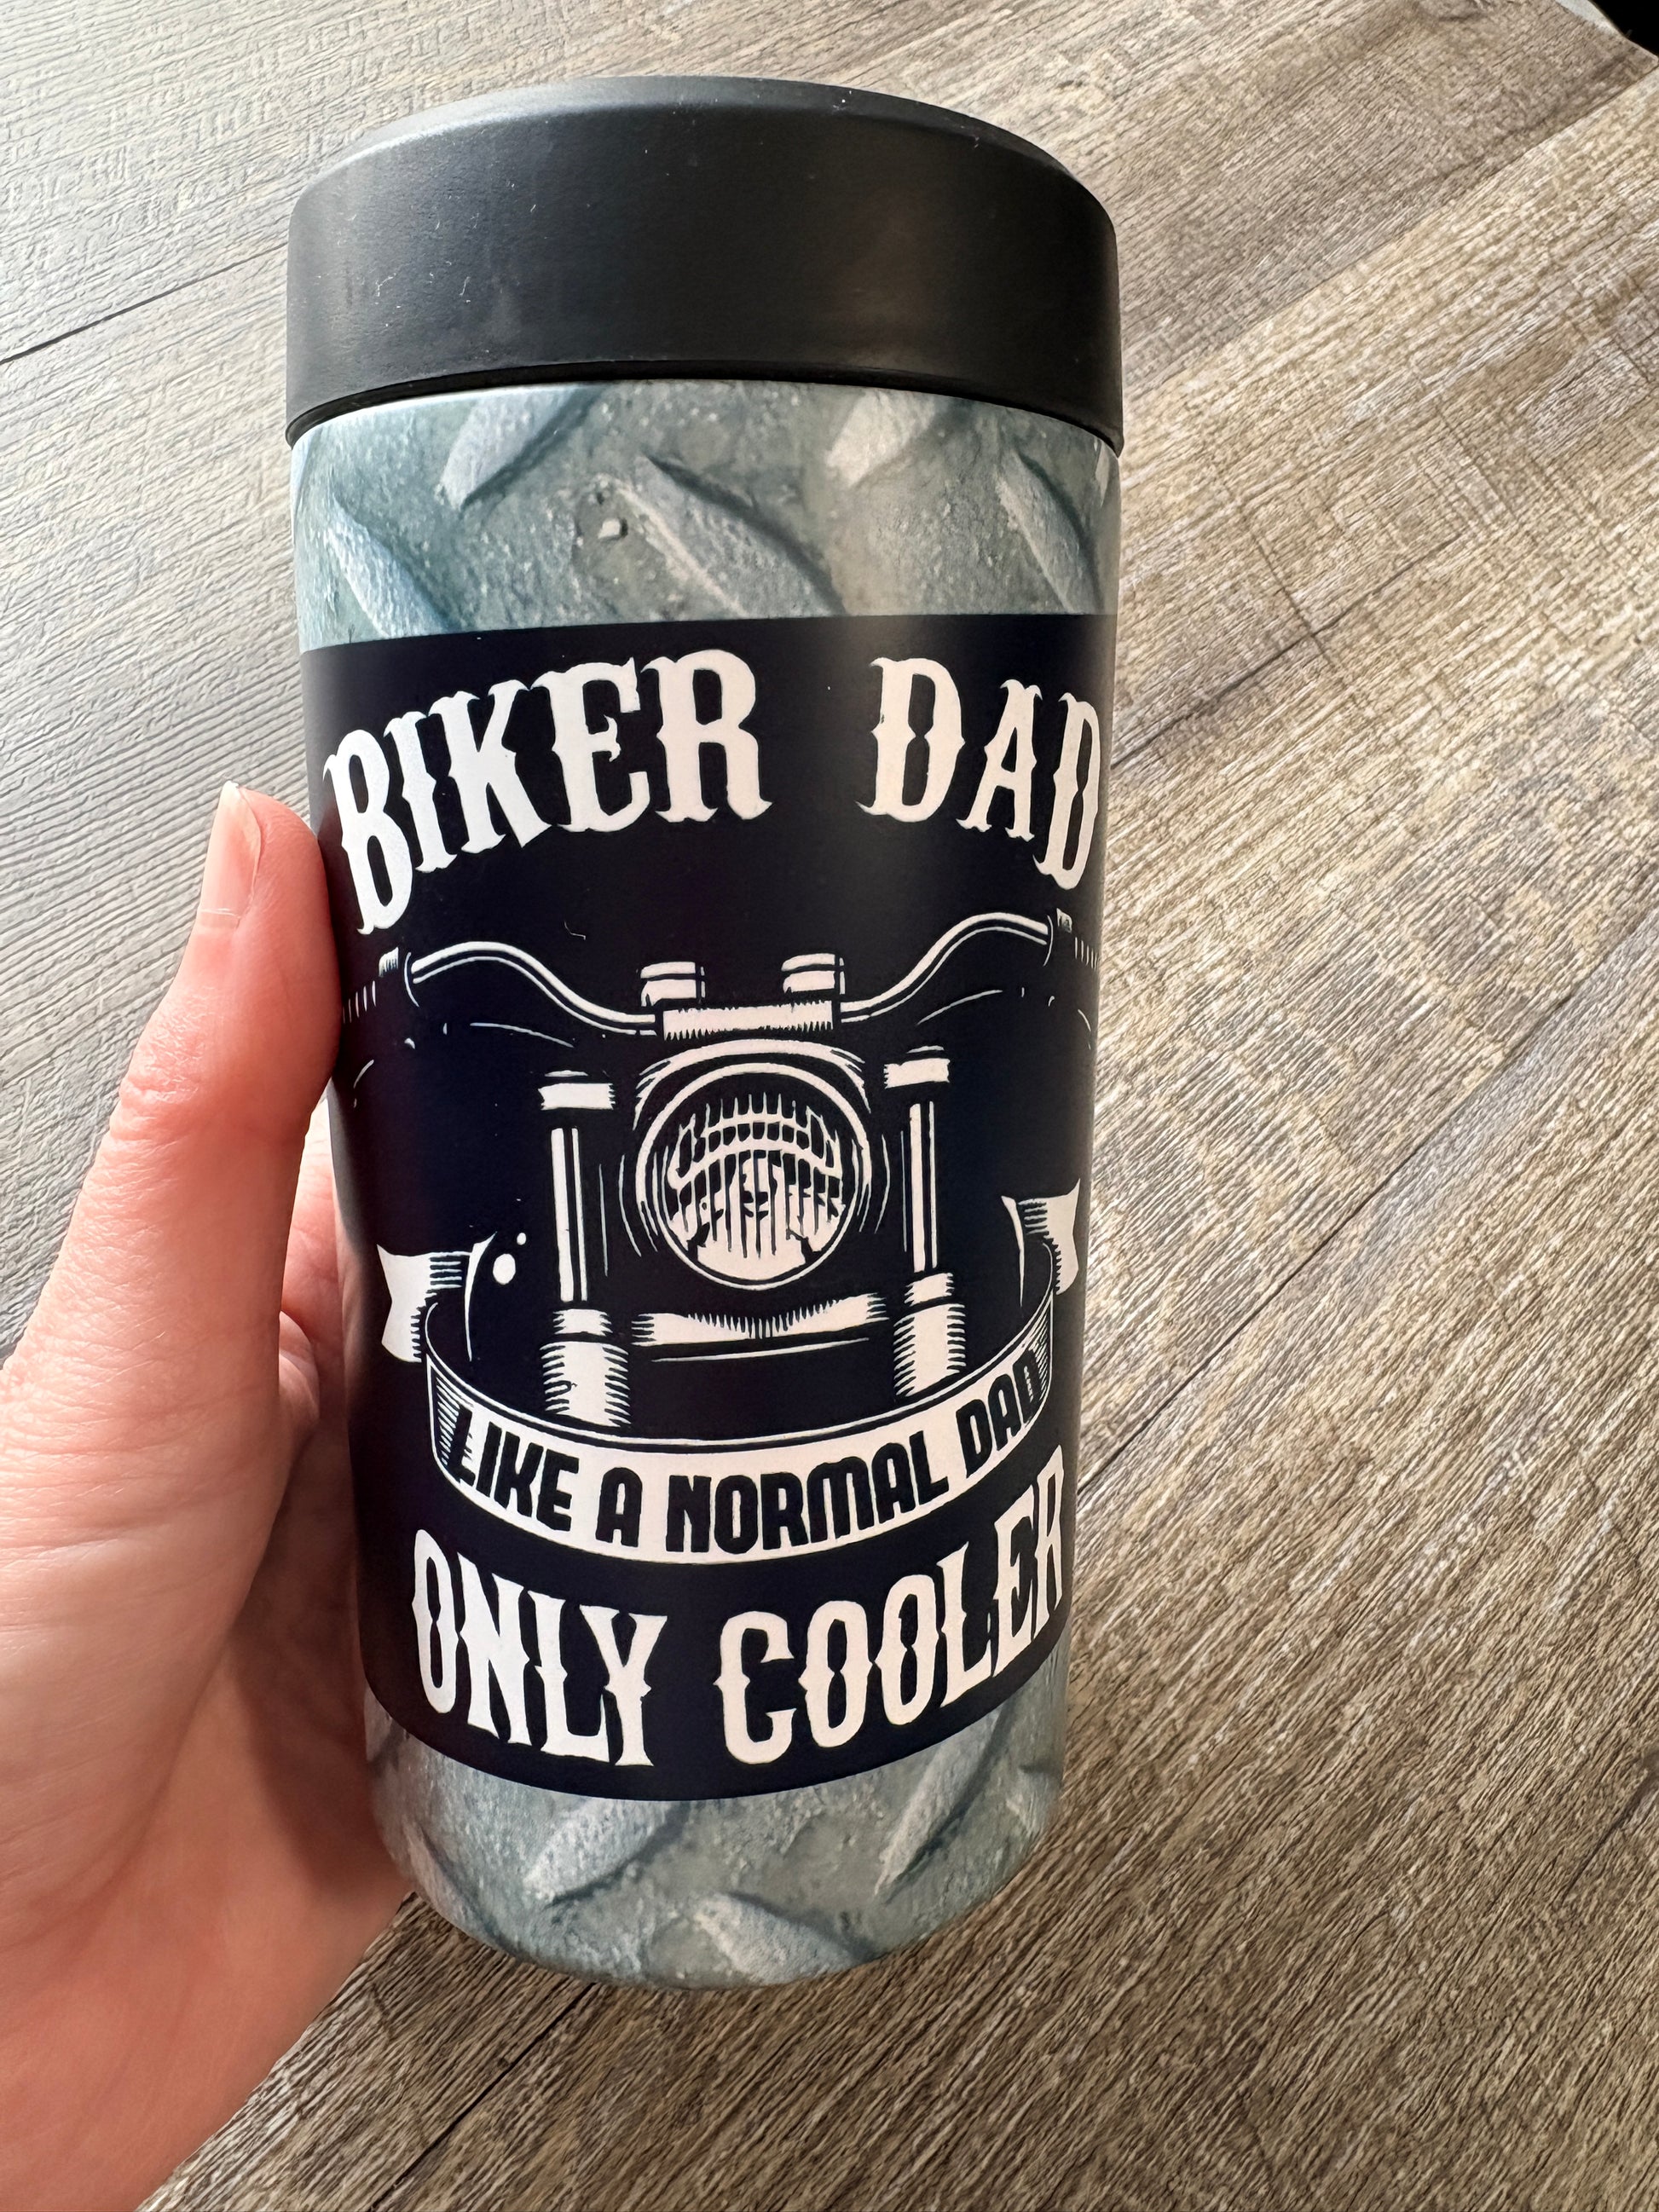 BIKER DAD
LIKE A NORMAL DAD
ONLY COOLER